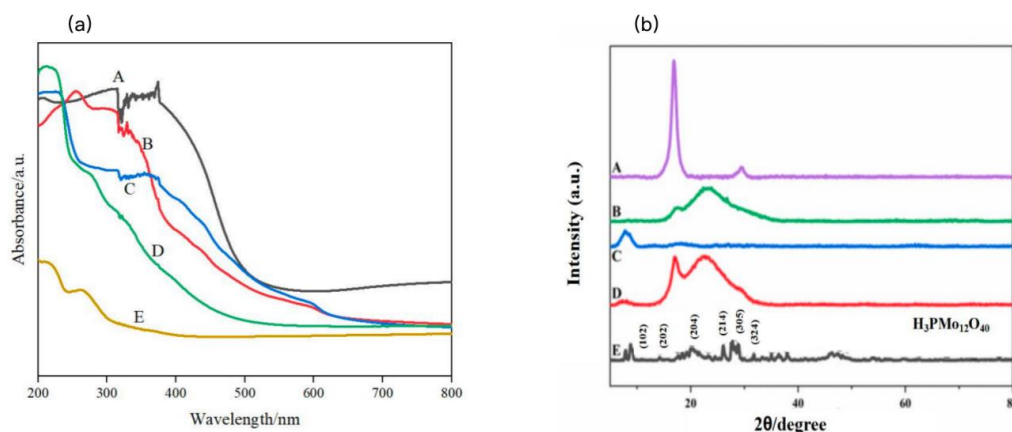 (a)
A
B
C
D
E
Absorbance/a.u.
200 300 400 500 600 700 800
Wavelength/nm
(b)
A
B
C
D
E
H₃PMo₁₂O₄₀
(102) (202) (204) (214) (305) (324)
Intensity (a.u.)
20 40 60 80
2θ/degree